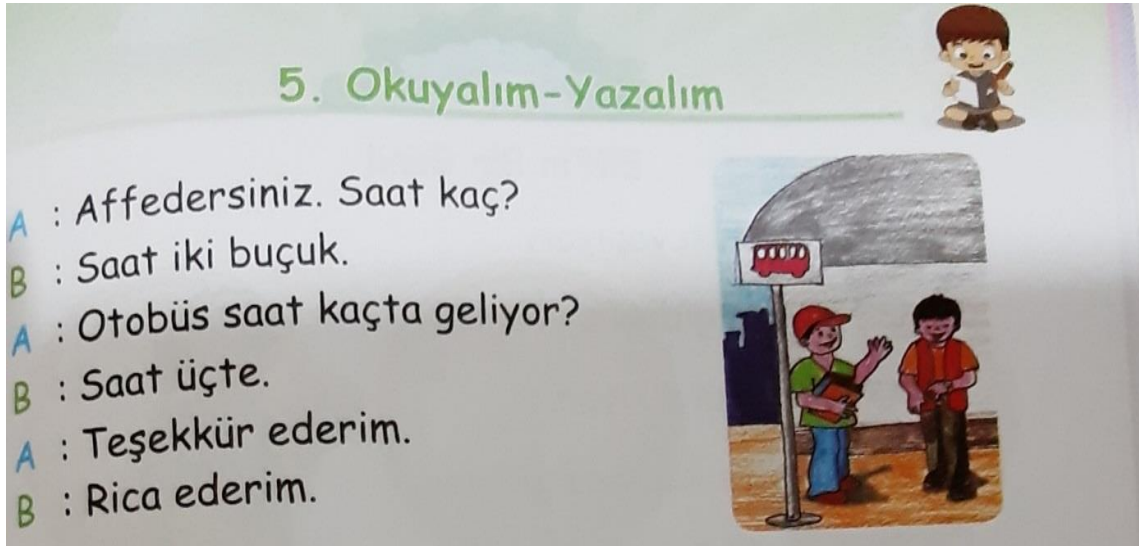 5. Okuyalım-Yazalım
A : Affedersiniz. Saat kaç?
B : Saat iki buçuk.
A : Otobüs saat kaçta geliyor?
B : Saat üçte.
A : Teşekkür ederim.
B : Rica ederim.